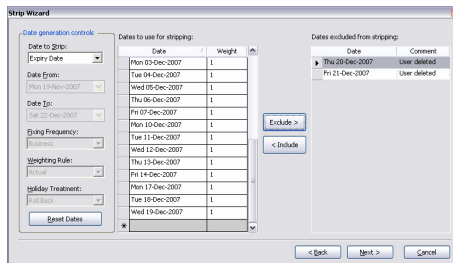 Strip Wizard
Date generation controls
Date to Strip:
Expiry Date
Date From:
Mon 19-Nov-2007
Date To:
Sat 22-Dec-2007
Fixing Frequency:
Business
Weighting Rule:
Actual
Holiday Treatment:
Roll Back
Reset Dates
Dates to use for stripping:
Date / Weight
Mon 03-Dec-2007 1
Tue 04-Dec-2007 1
Wed 05-Dec-2007 1
Thu 06-Dec-2007 1
Fri 07-Dec-2007 1
Mon 10-Dec-2007 1
Tue 11-Dec-2007 1
Wed 12-Dec-2007 1
Thu 13-Dec-2007 1
Fri 14-Dec-2007 1
Mon 17-Dec-2007 1
Tue 18-Dec-2007 1
Wed 19-Dec-2007 1
Exclude >
< Include
Dates excluded from stripping:
Date Comment
Thu 20-Dec-2007 User deleted
Fri 21-Dec-2007 User deleted
< Back Next > Cancel